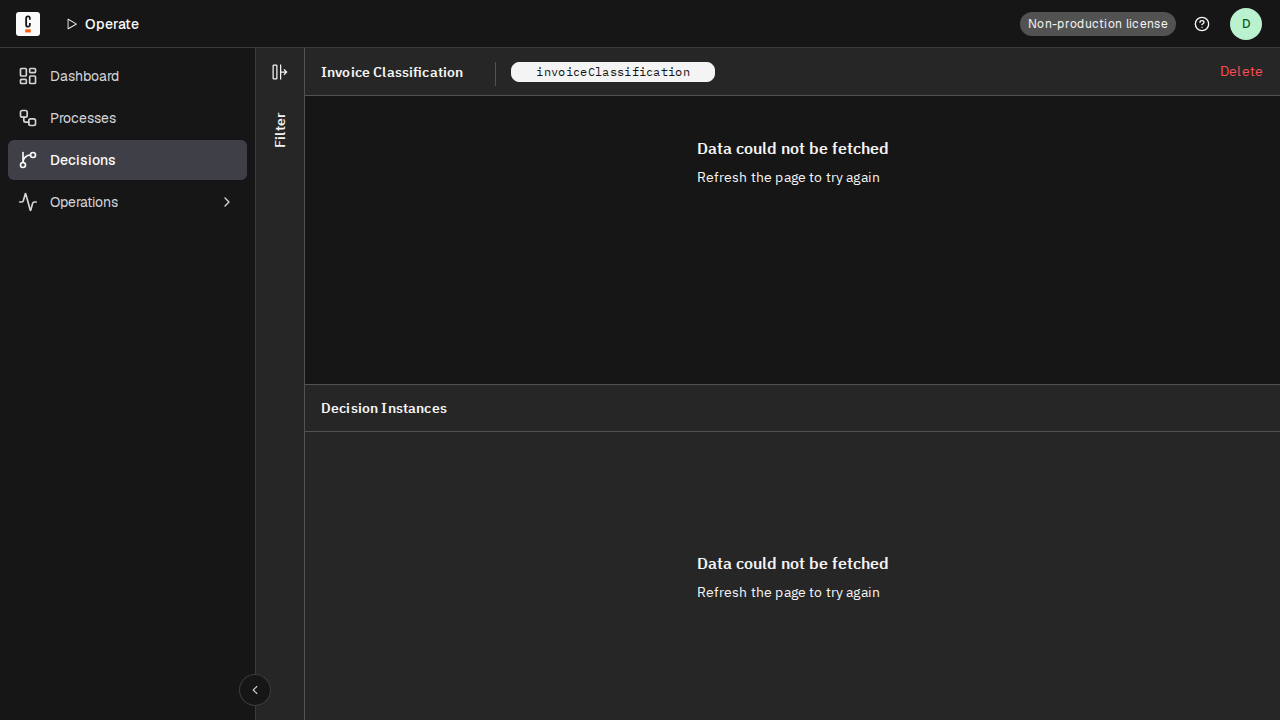 C
Operate
Non-production license
D
Dashboard
Processes
Decisions
Operations
Filter
Invoice Classification
invoiceClassification
Delete
Data could not be fetched
Refresh the page to try again
Decision Instances
Data could not be fetched
Refresh the page to try again